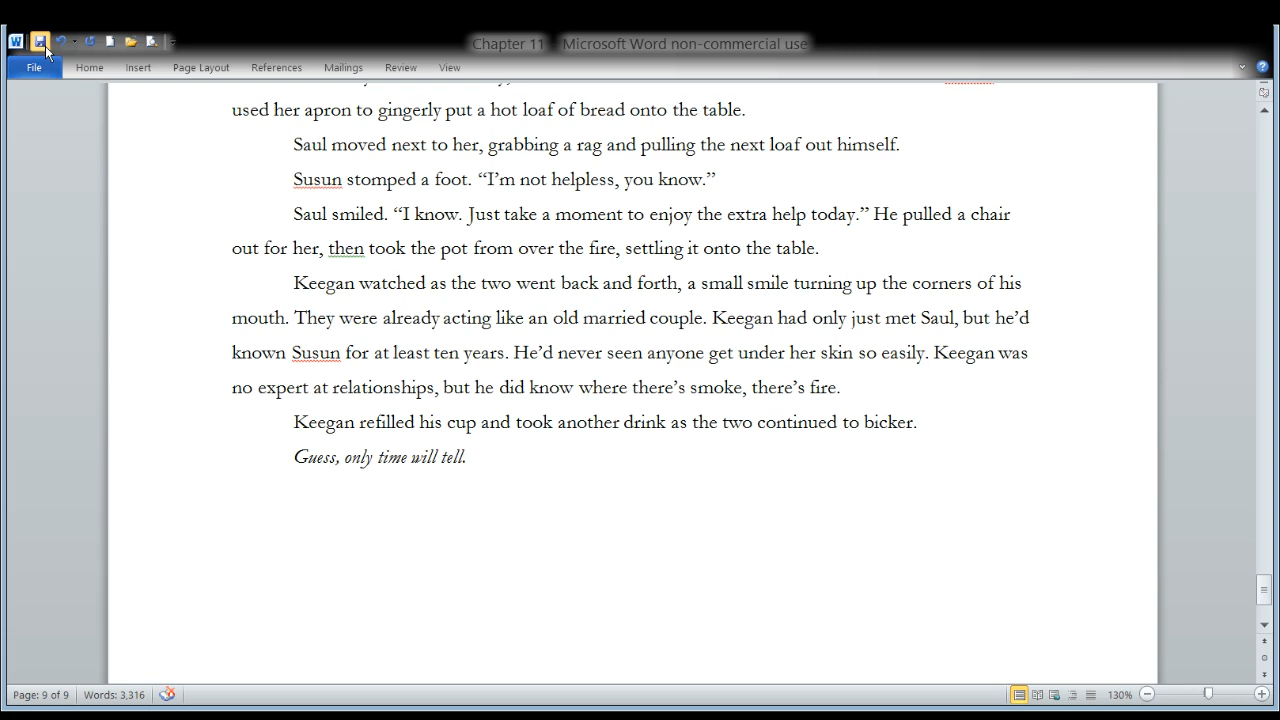 Chapter 11 Microsoft Word non-commercial use
File Home Insert Page Layout References Mailings Review View
used her apron to gingerly put a hot loaf of bread onto the table.
Saul moved next to her, grabbing a rag and pulling the next loaf out himself.
Susun stomped a foot. “I’m not helpless, you know.”
Saul smiled. “I know. Just take a moment to enjoy the extra help today.” He pulled a chair
out for her, then took the pot from over the fire, settling it onto the table.
Keegan watched as the two went back and forth, a small smile turning up the corners of his
mouth. They were already acting like an old married couple. Keegan had only just met Saul, but he’d
known Susun for at least ten years. He’d never seen anyone get under her skin so easily. Keegan was
no expert at relationships, but he did know where there’s smoke, there’s fire.
Keegan refilled his cup and took another drink as the two continued to bicker.
Guess, only time will tell.
Page: 9 of 9 Words: 3,316 130%